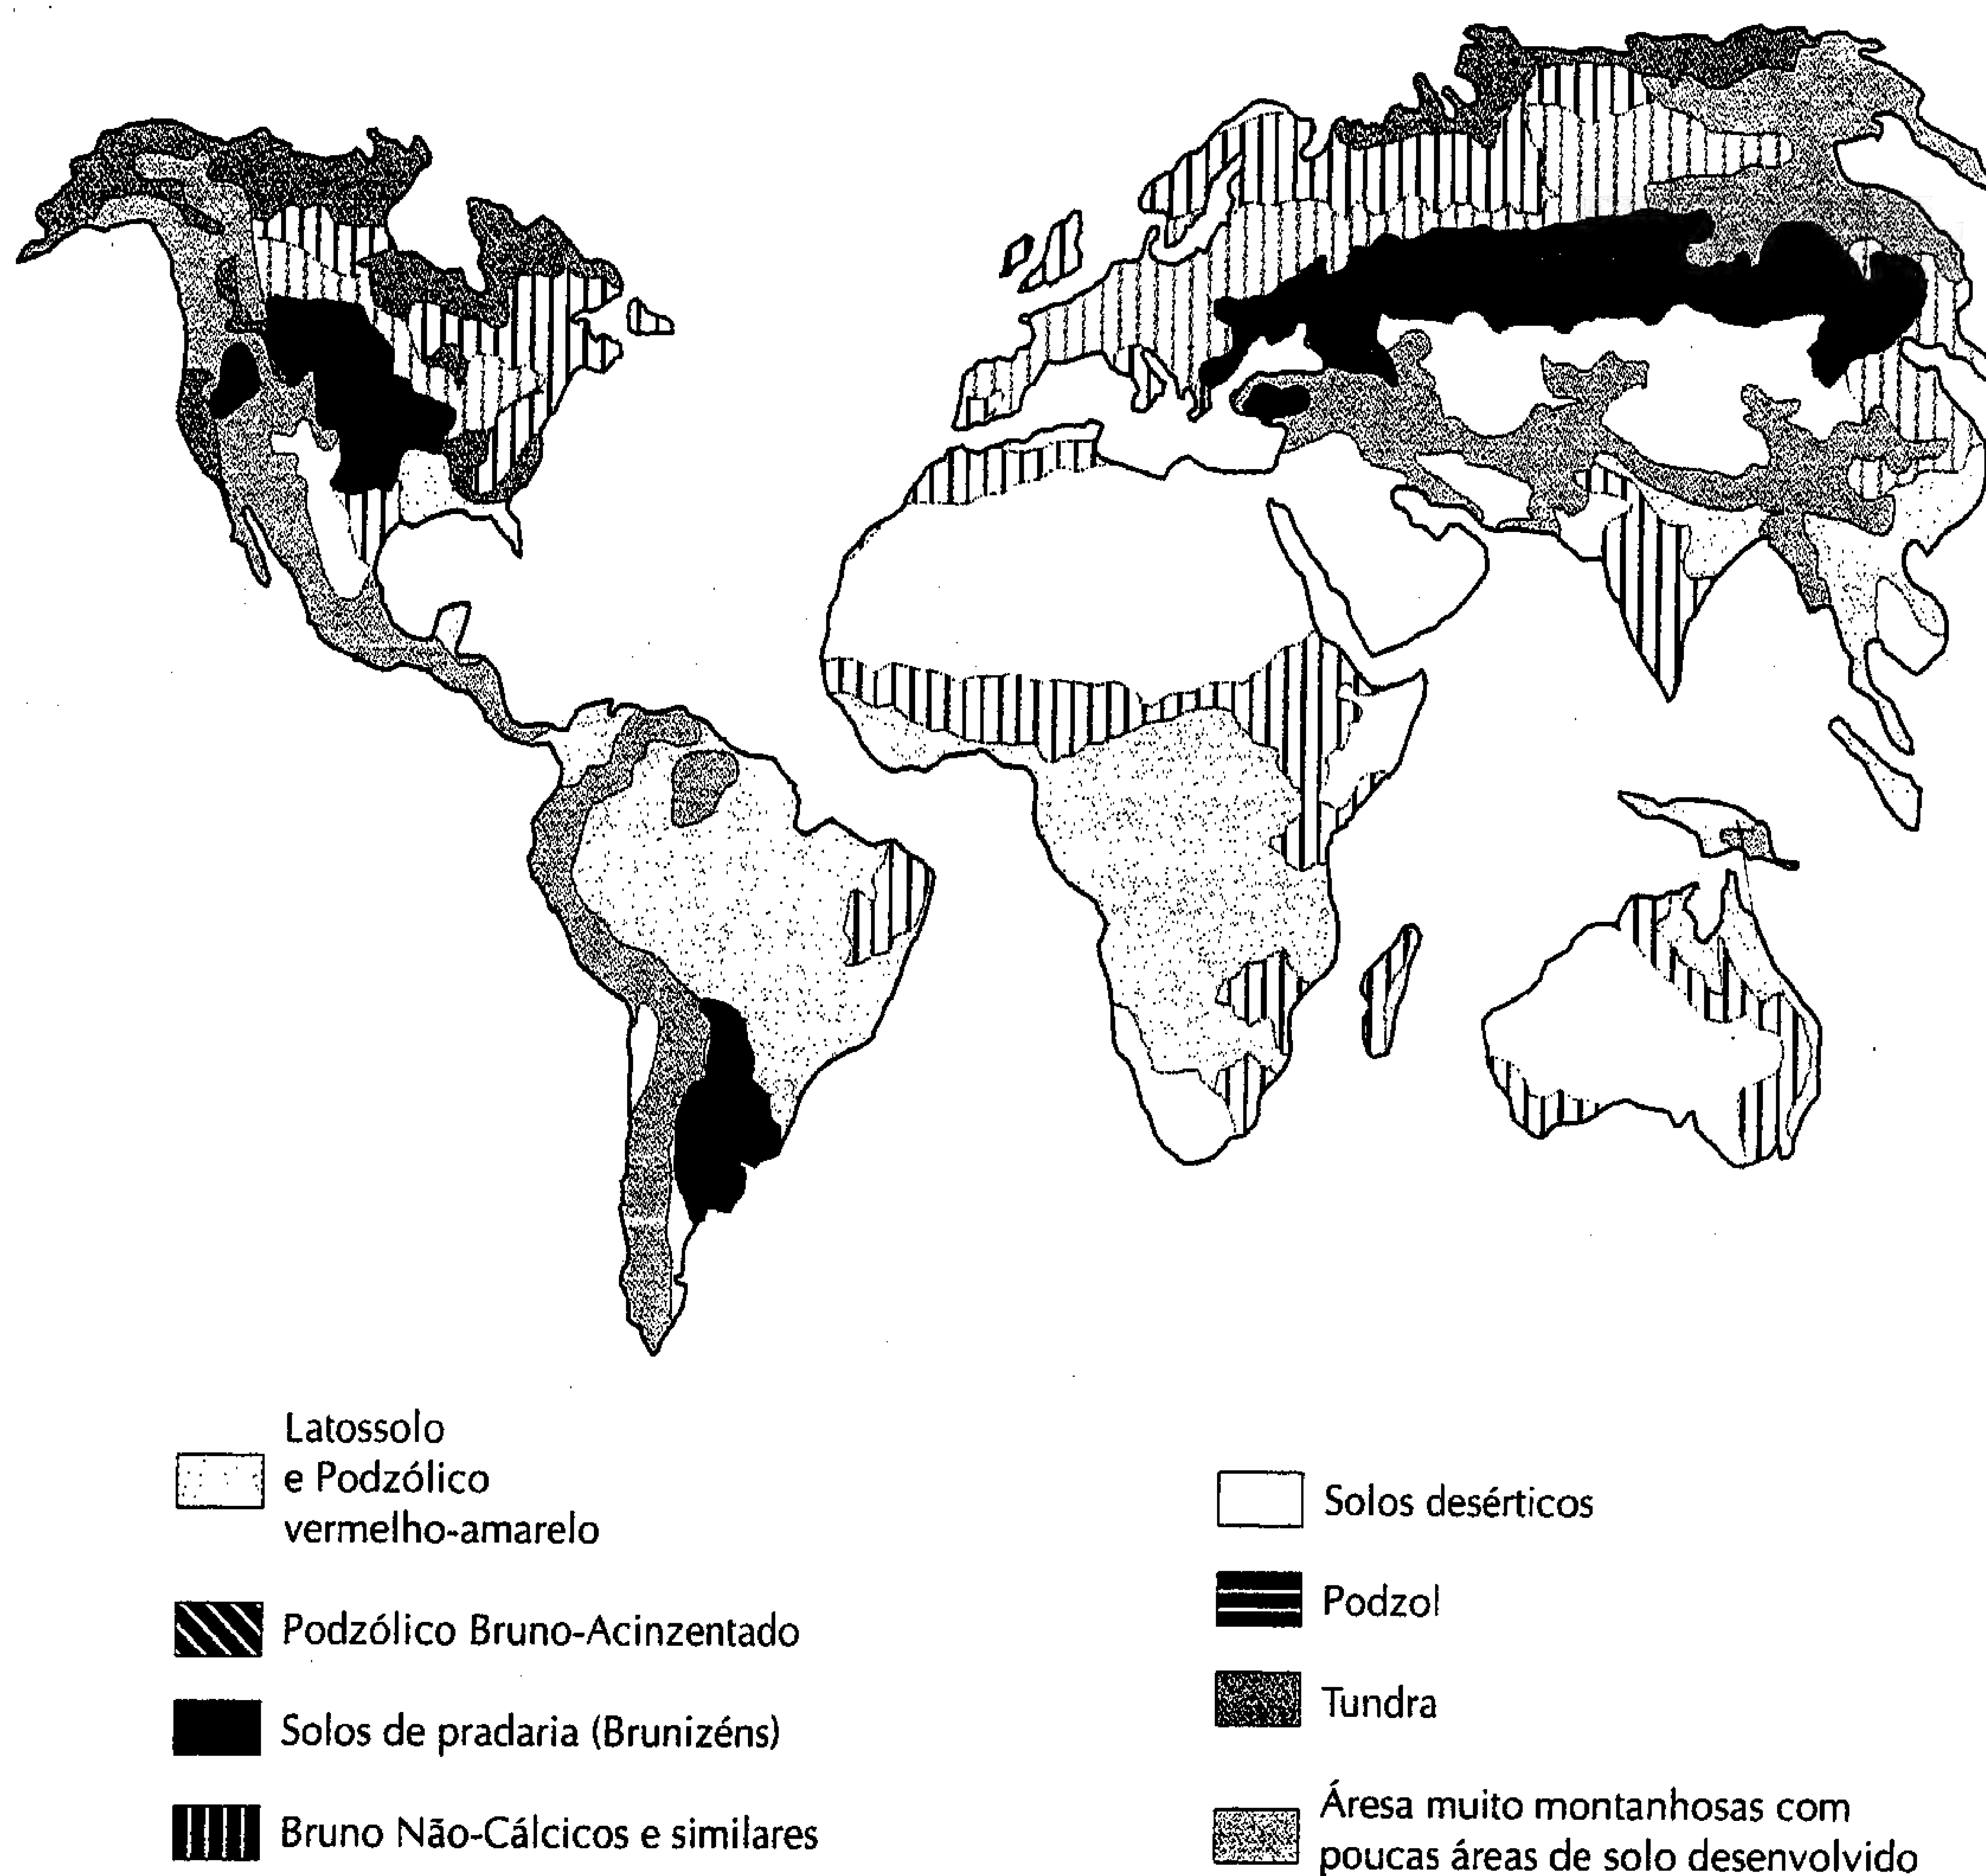 Latossolo
e Podzólico
vermelho-amarelo
Podzólico Bruno-Acinzentado
Solos de pradaria (Brunizéns)
Bruno Não-Cálcicos e similares
Solos desérticos
Podzol
Tundra
Áresa muito montanhosas com
poucas áreas de solo desenvolvido